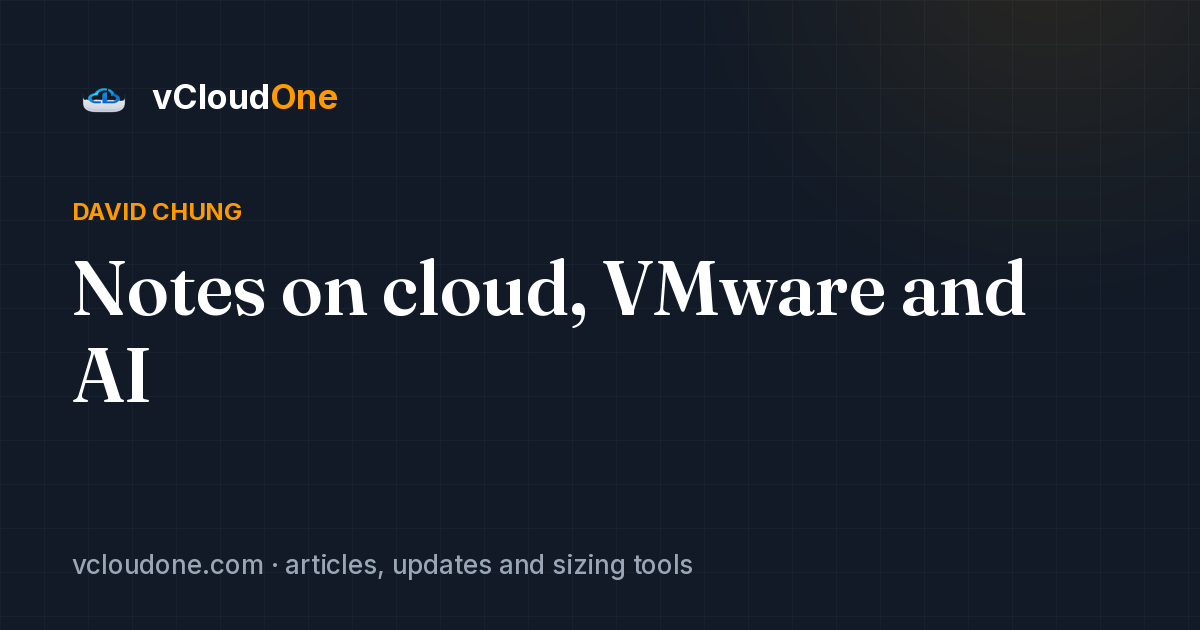 vCloudOne
DAVID CHUNG
Notes on cloud, VMware and
AI
vcloudone.com · articles, updates and sizing tools